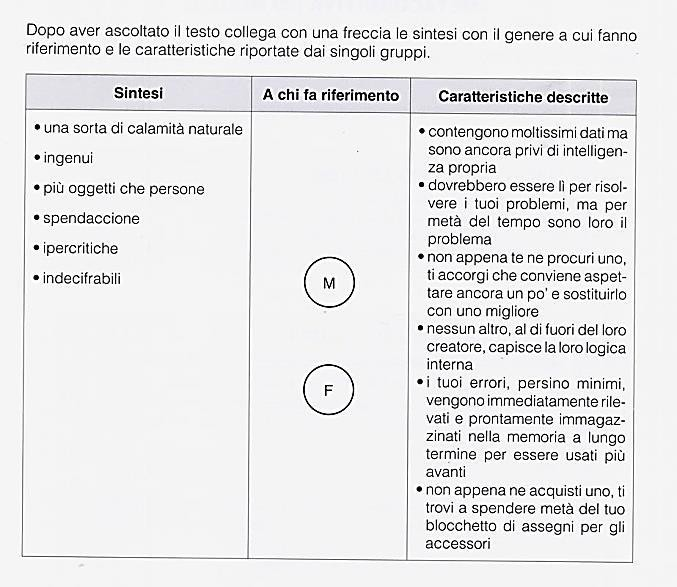 Dopo aver ascoltato il testo collega con una freccia le sintesi con il genere a cui fanno
riferimento e le caratteristiche riportate dai singoli gruppi.
Sintesi
A chi fa riferimento
Caratteristiche descritte
• una sorta di calamità naturale
• ingenui
• più oggetti che persone
• spendaccione
• ipercritiche
• indecifrabili
M
F
• contengono moltissimi dati ma
sono ancora privi di intelligen-
za propria
• dovrebbero essere lì per risol-
vere i tuoi problemi, ma per
metà del tempo sono loro il
problema
• non appena te ne procuri uno,
ti accorgi che conviene aspet-
tare ancora un po' e sostituirlo
con uno migliore
• nessun altro, al di fuori del loro
creatore, capisce la loro logica
interna
• i tuoi errori, persino minimi,
vengono immediatamente rile-
vati e prontamente immagaz-
zinati nella memoria a lungo
termine per essere usati più
avanti
• non appena ne acquisti uno, ti
trovi a spendere metà del tuo
blocchetto di assegni per gli
accessori